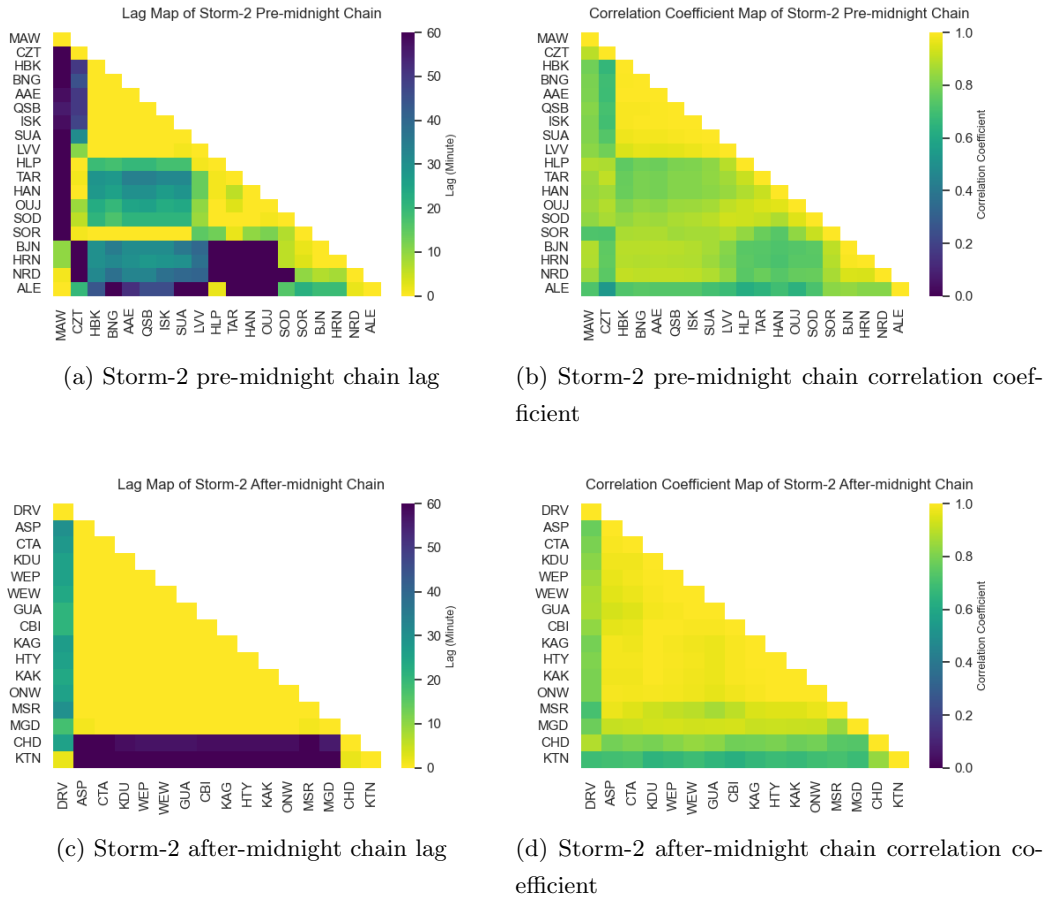 Lag Map of Storm-2 Pre-midnight Chain
MAW
CZT
HBK
BNG
AAE
QSB
ISK
SUA
LVV
HLP
TAR
HAN
OUJ
SOD
SOR
BJN
HRN
NRD
ALE
MAW CZT HBK BNG AAE QSB ISK SUA LVV HLP TAR HAN OUJ SOD SOR BJN HRN NRD ALE
60
50
40
30
20
10
0
Lag (Minute)
(a) Storm-2 pre-midnight chain lag
Correlation Coefficient Map of Storm-2 Pre-midnight Chain
MAW
CZT
HBK
BNG
AAE
QSB
ISK
SUA
LVV
HLP
TAR
HAN
OUJ
SOD
SOR
BJN
HRN
NRD
ALE
MAW CZT HBK BNG AAE QSB ISK SUA LVV HLP TAR HAN OUJ SOD SOR BJN HRN NRD ALE
1.0
0.8
0.6
0.4
0.2
0.0
Correlation Coefficient
(b) Storm-2 pre-midnight chain correlation coef-
ficient
Lag Map of Storm-2 After-midnight Chain
DRV
ASP
CTA
KDU
WEP
WEW
GUA
CBI
KAG
HTY
KAK
ONW
MSR
MGD
CHD
KTN
DRV ASP CTA KDU WEP WEW GUA CBI KAG HTY KAK ONW MSR MGD CHD KTN
60
50
40
30
20
10
0
Lag (Minute)
(c) Storm-2 after-midnight chain lag
Correlation Coefficient Map of Storm-2 After-midnight Chain
DRV
ASP
CTA
KDU
WEP
WEW
GUA
CBI
KAG
HTY
KAK
ONW
MSR
MGD
CHD
KTN
DRV ASP CTA KDU WEP WEW GUA CBI KAG HTY KAK ONW MSR MGD CHD KTN
1.0
0.8
0.6
0.4
0.2
0.0
Correlation Coefficient
(d) Storm-2 after-midnight chain correlation co-
efficient